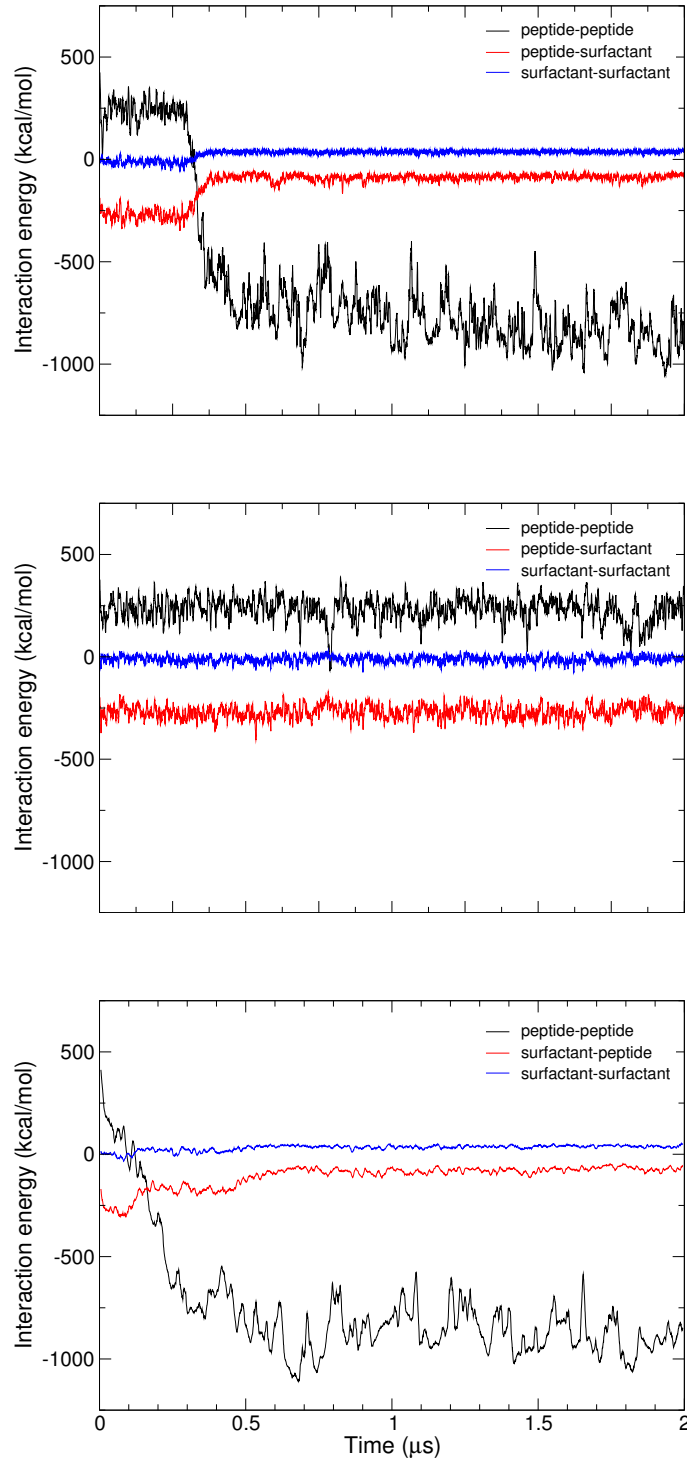 500
0
-500
-1000
Interaction energy (kcal/mol)
peptide-peptide
peptide-surfactant
surfactant-surfactant
500
0
-500
-1000
Interaction energy (kcal/mol)
peptide-peptide
peptide-surfactant
surfactant-surfactant
500
0
-500
-1000
Interaction energy (kcal/mol)
peptide-peptide
surfactant-peptide
surfactant-surfactant
0 0.5 1 1.5 2
Time (μs)